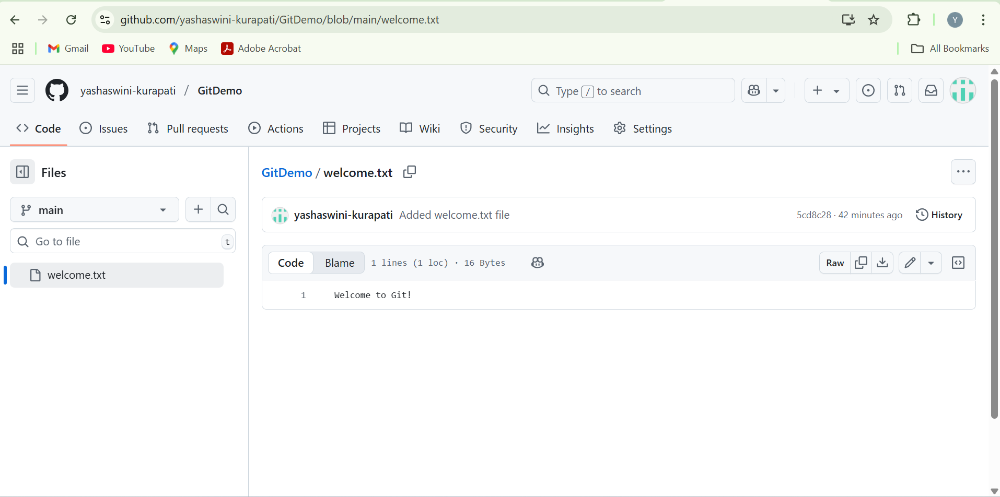 github.com/yashaswini-kurapati/GitDemo/blob/main/welcome.txt
Y
Gmail YouTube Maps Adobe Acrobat All Bookmarks
yashaswini-kurapati / GitDemo Type / to search
Code Issues Pull requests Actions Projects Wiki Security Insights Settings
Files
GitDemo / welcome.txt
main
yashaswini-kurapati Added welcome.txt file 5cd8c28 · 42 minutes ago History
Go to file t
Code Blame 1 lines (1 loc) · 16 Bytes Raw
welcome.txt
1 Welcome to Git!